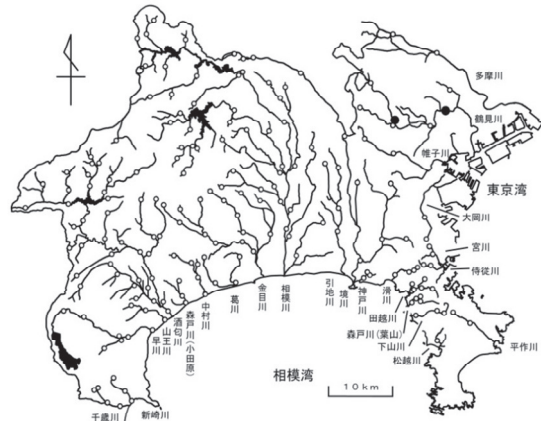 多摩川
鶴見川
帷子川
東京湾
大岡川
宮川
侍従川
平作川
松越川
下山川
森戸川(葉山)
田越川
滑川
神戸川
境川
引地川
相模川
金目川
葛川
中村川
森戸川(小田原)
酒匂川
山王川
早川
新崎川
千歳川
相模湾
10km